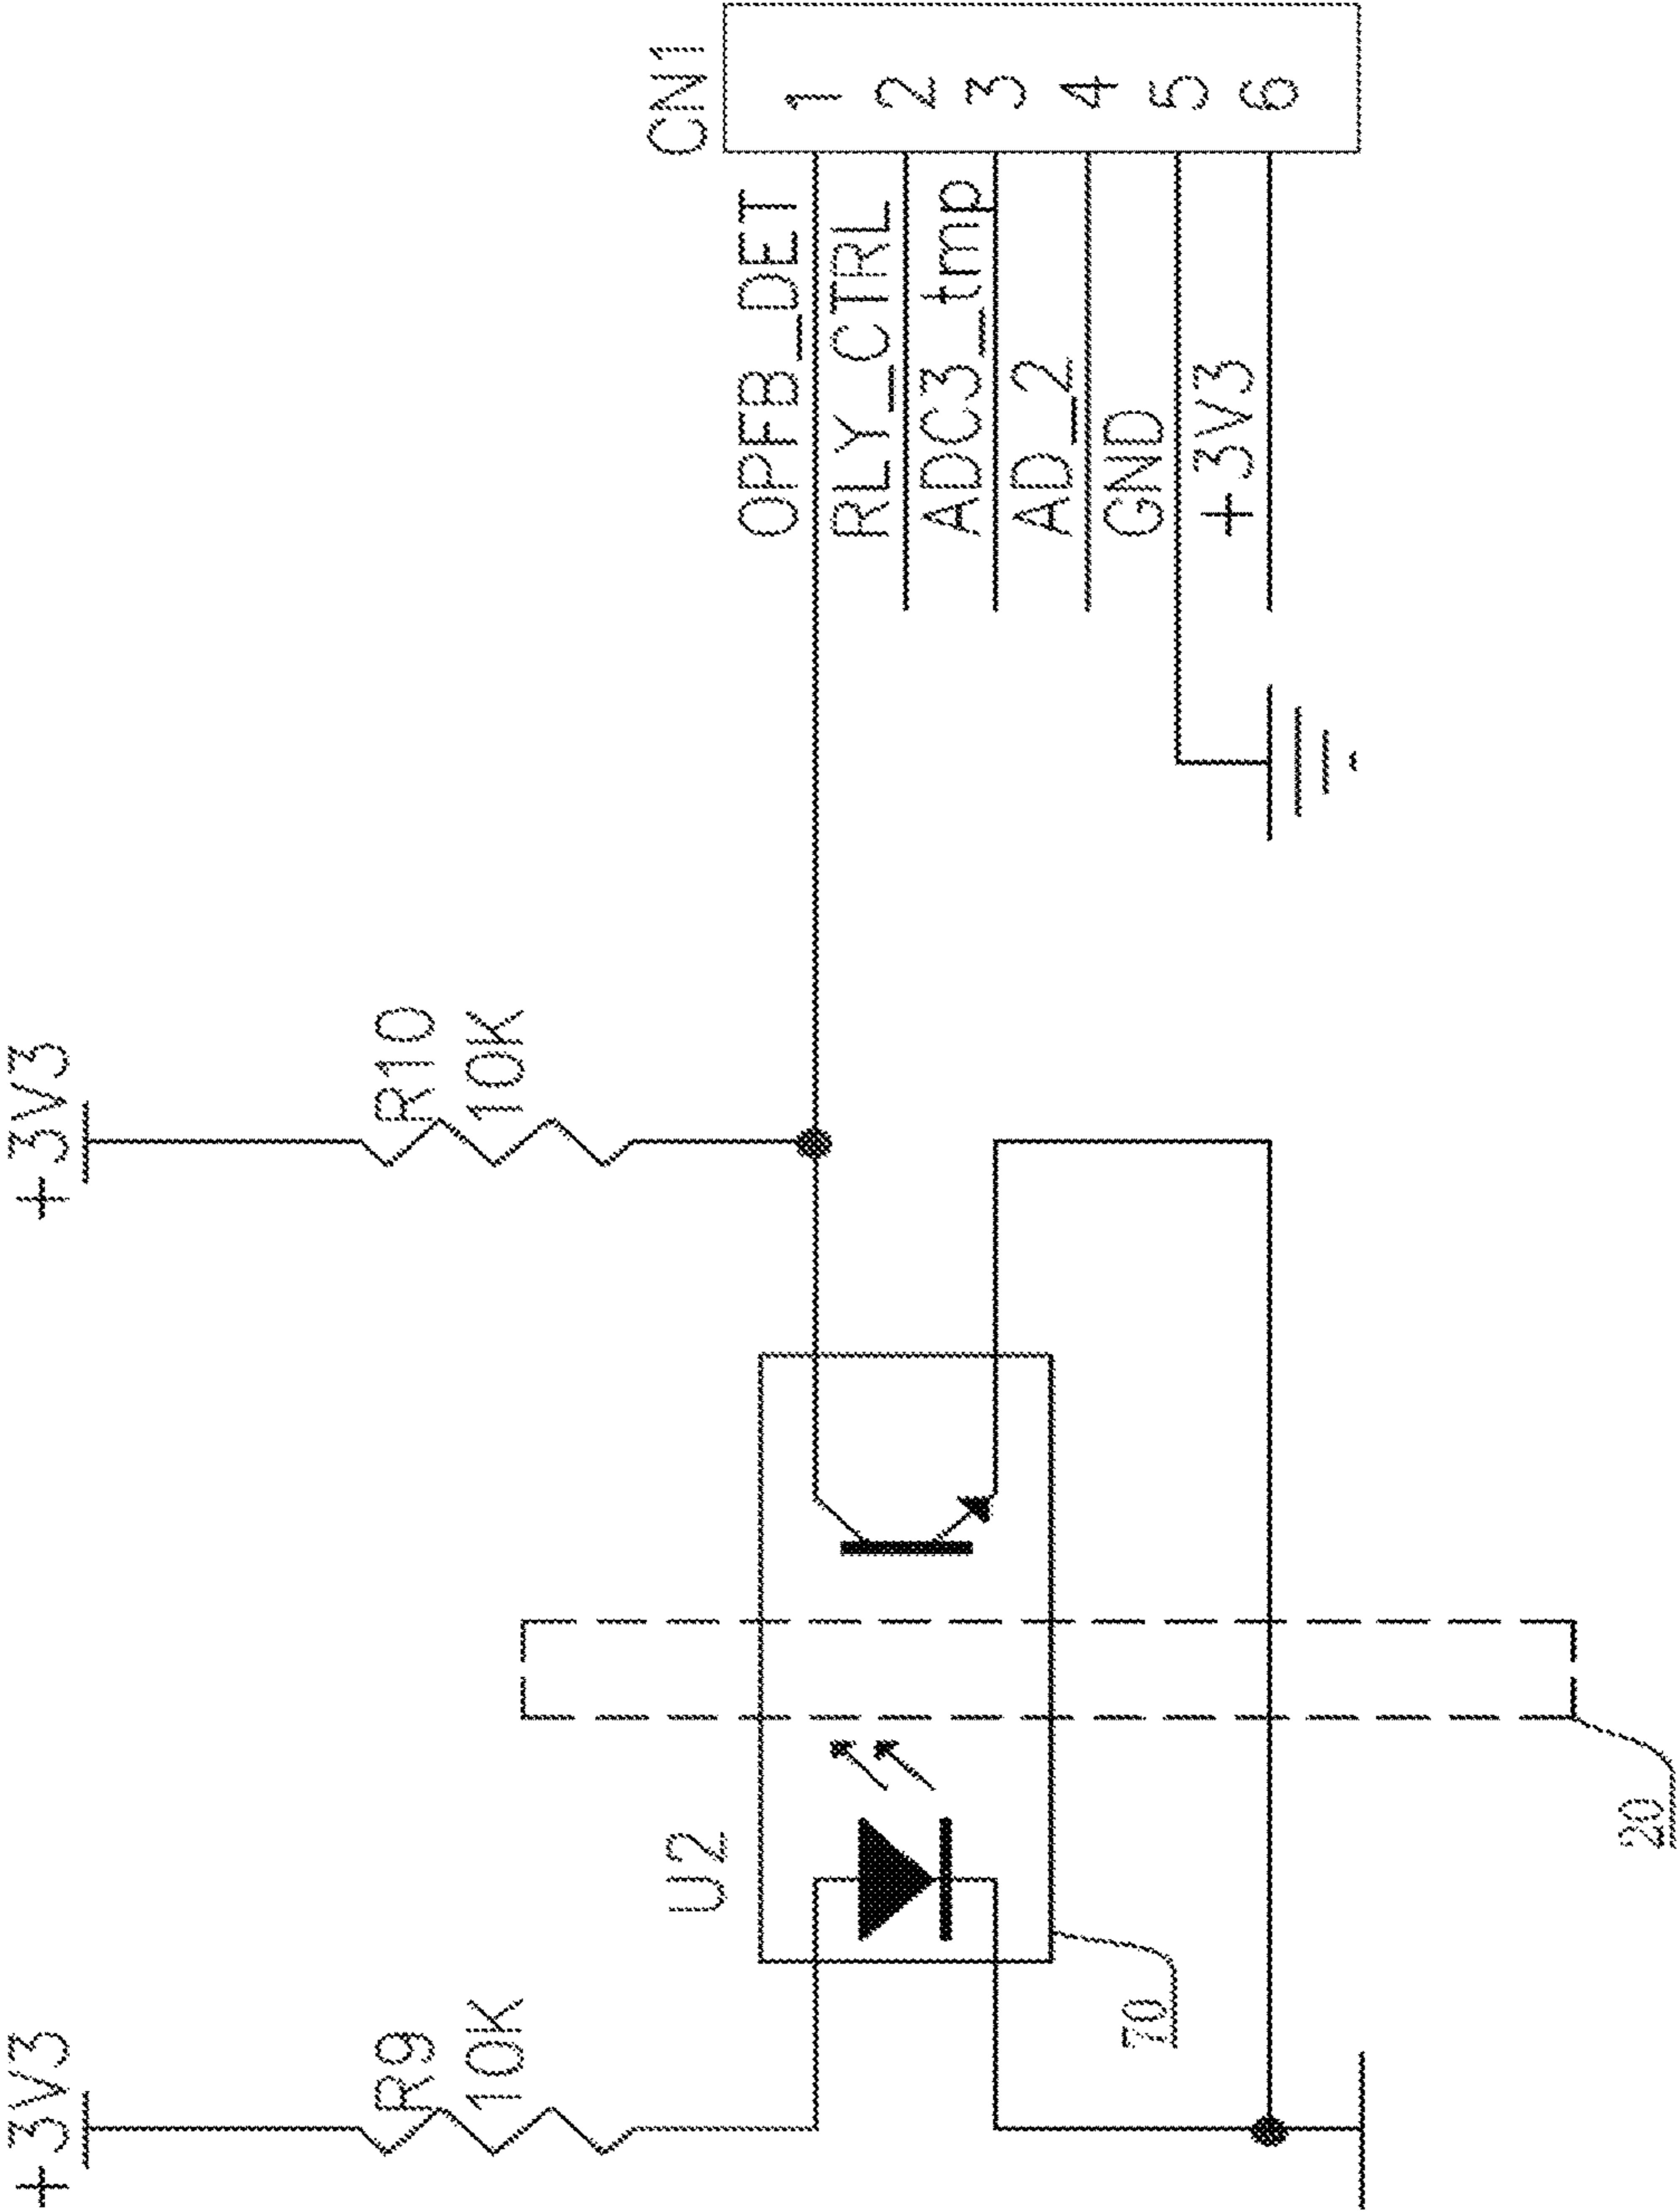 +3V3
+3V3
R9
10K
R10
10K
U2
70
20
CN1
OPFB_DET
1
RLY_CTRL
2
ADC3_tmp
3
AD_2
4
GND
5
+3V3
6